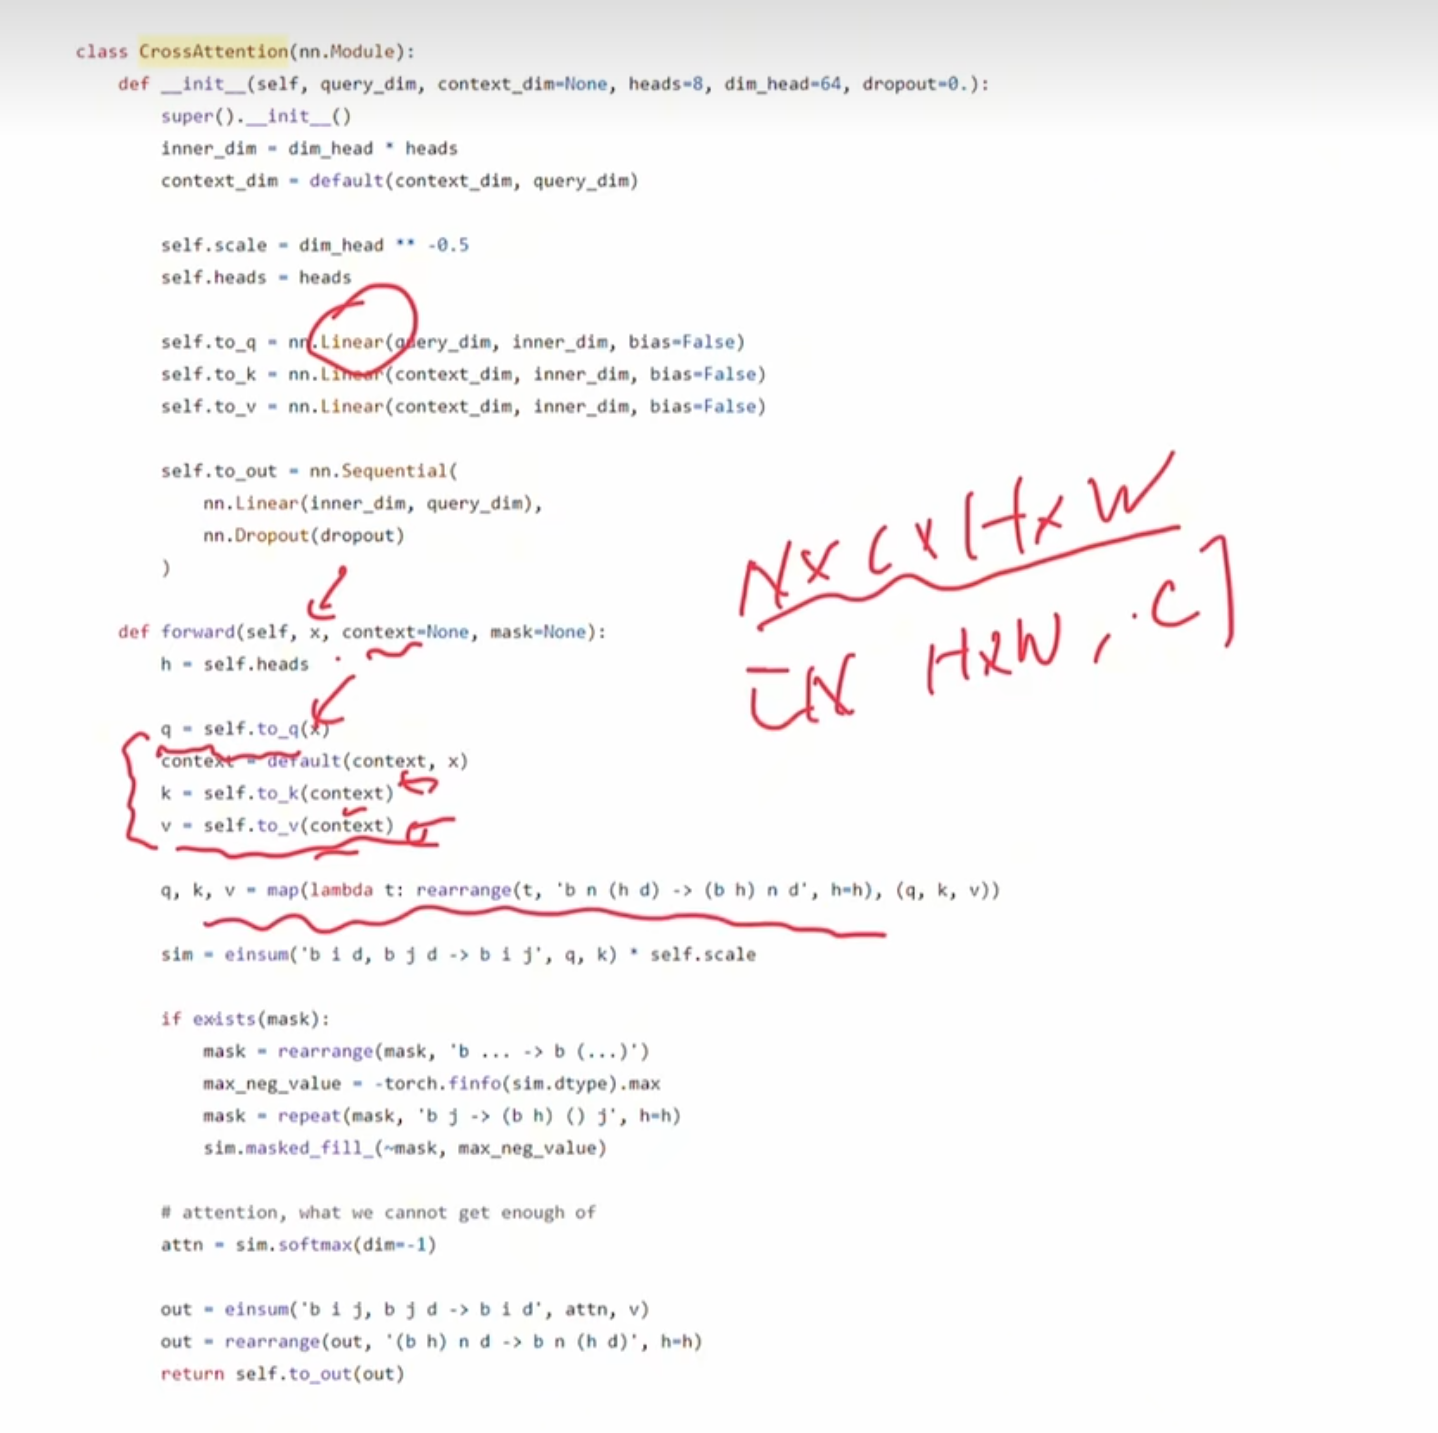 class CrossAttention(nn.Module):
def __init__(self, query_dim, context_dim=None, heads=8, dim_head=64, dropout=0.):
super().__init__()
inner_dim = dim_head * heads
context_dim = default(context_dim, query_dim)
self.scale = dim_head ** -0.5
self.heads = heads
self.to_q = nn.Linear(query_dim, inner_dim, bias=False)
self.to_k = nn.Linear(context_dim, inner_dim, bias=False)
self.to_v = nn.Linear(context_dim, inner_dim, bias=False)
self.to_out = nn.Sequential(
nn.Linear(inner_dim, query_dim),
nn.Dropout(dropout)
)
N x C x H x W
[N H x W , C]
def forward(self, x, context=None, mask=None):
h = self.heads
q = self.to_q(x)
context = default(context, x)
k = self.to_k(context)
v = self.to_v(context)
q, k, v = map(lambda t: rearrange(t, 'b n (h d) -> (b h) n d', h=h), (q, k, v))
sim = einsum('b i d, b j d -> b i j', q, k) * self.scale
if exists(mask):
mask = rearrange(mask, 'b ... -> b (...)')
max_neg_value = -torch.finfo(sim.dtype).max
mask = repeat(mask, 'b j -> (b h) () j', h=h)
sim.masked_fill_(~mask, max_neg_value)
# attention, what we cannot get enough of
attn = sim.softmax(dim=-1)
out = einsum('b i j, b j d -> b i d', attn, v)
out = rearrange(out, '(b h) n d -> b n (h d)', h=h)
return self.to_out(out)